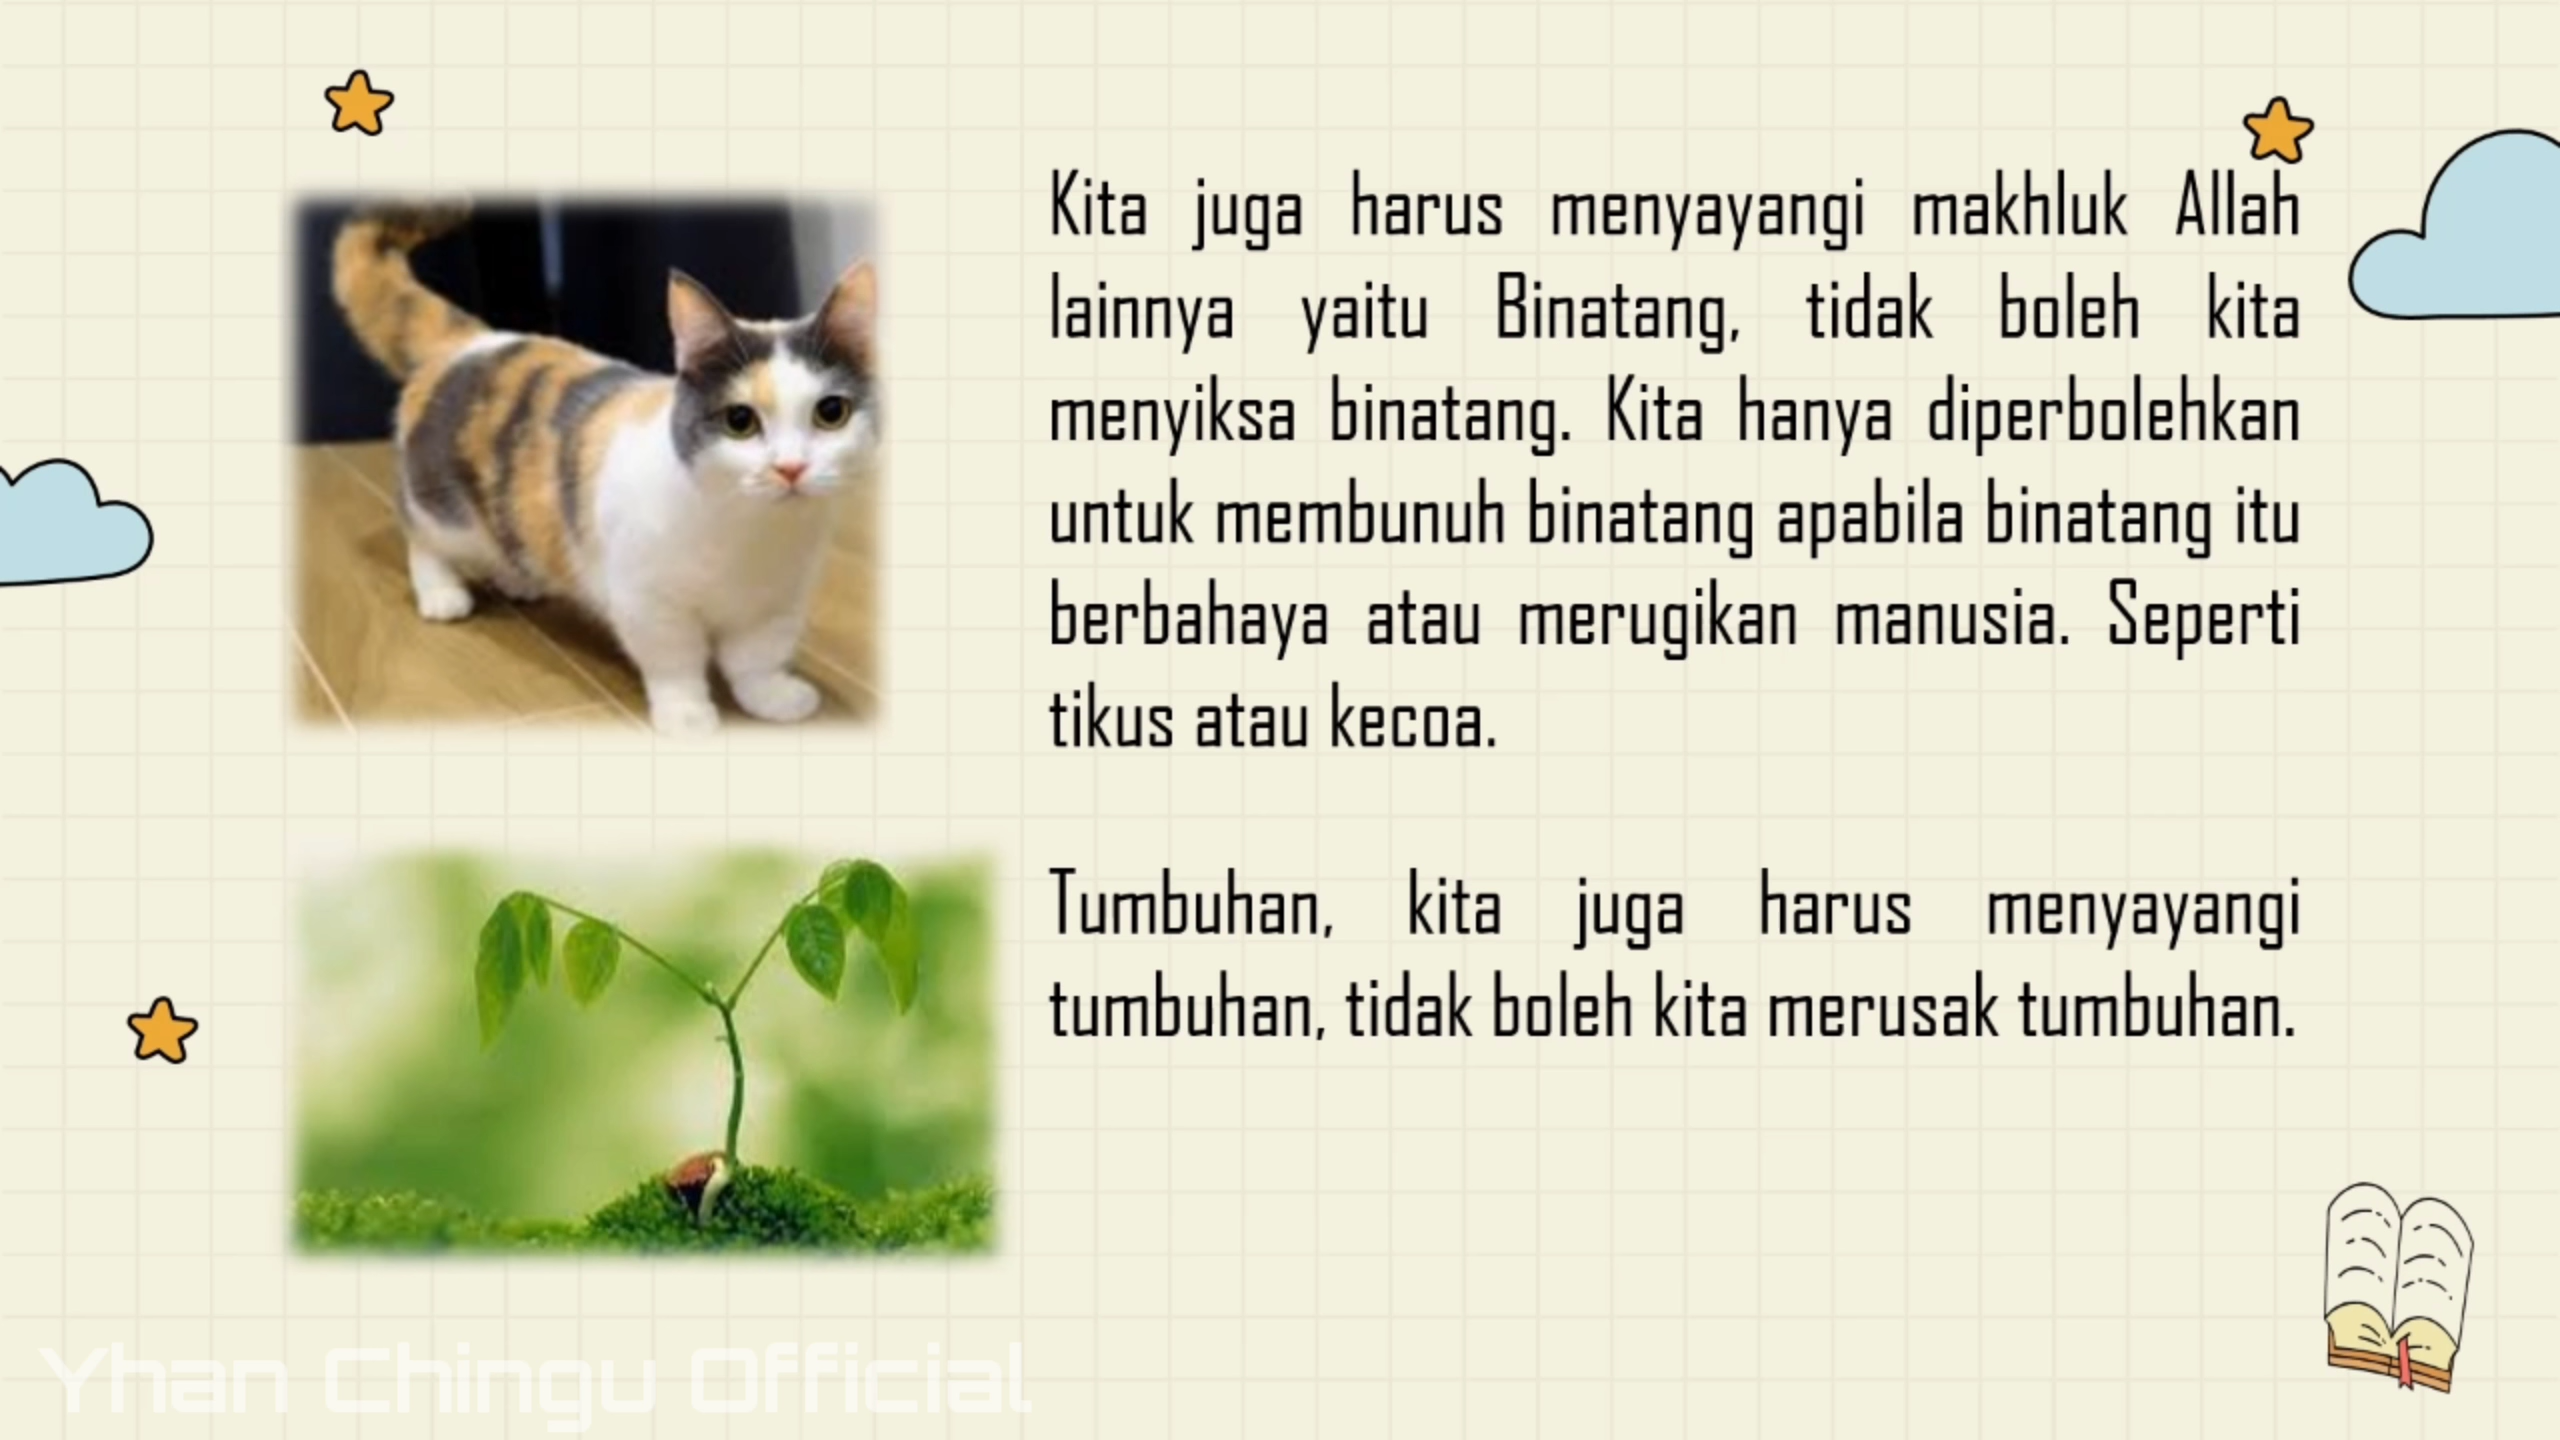 Kita juga harus menyayangi makhluk Allah
lainnya yaitu Binatang, tidak boleh kita
menyiksa binatang. Kita hanya diperbolehkan
untuk membunuh binatang apabila binatang itu
berbahaya atau merugikan manusia. Seperti
tikus atau kecoa.
Tumbuhan, kita juga harus menyayangi
tumbuhan, tidak boleh kita merusak tumbuhan.
Yhan Chingu Official